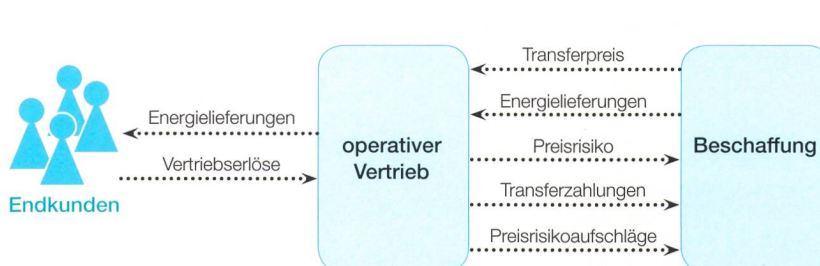 Transferpreis
Energielieferungen
Energielieferungen
operativer
Vertrieb
Preisrisiko
Beschaffung
Vertriebserlöse
Transferzahlungen
Endkunden
Preisrisikoaufschläge